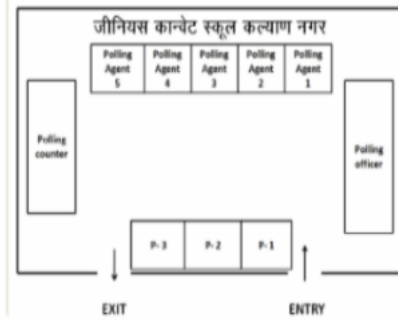 जीनियस कान्वेट स्कूल कल्याण नगर
Polling Agent 5
Polling Agent 4
Polling Agent 3
Polling Agent 2
Polling Agent 1
Polling counter
Polling officer
P- 3
P- 2
P- 1
EXIT
ENTRY